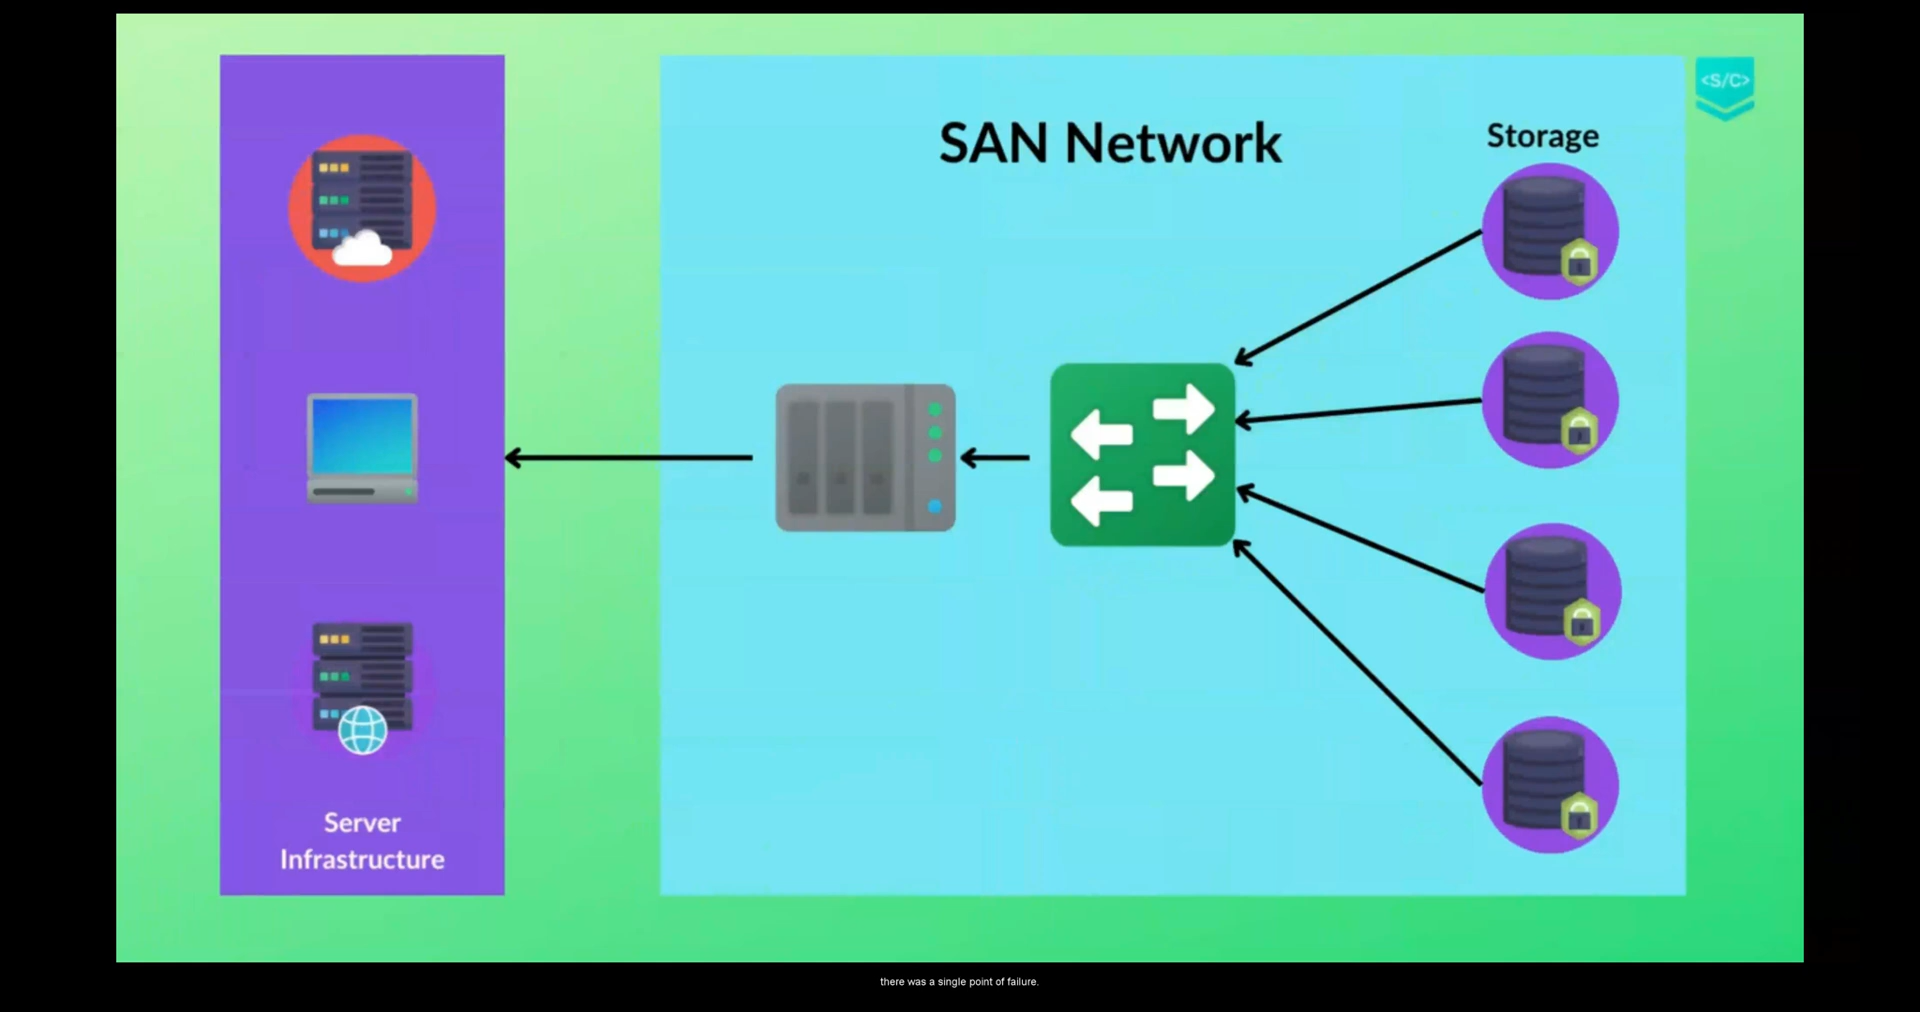 SAN Network
Storage
<S/C>
Server
Infrastructure
there was a single point of failure.